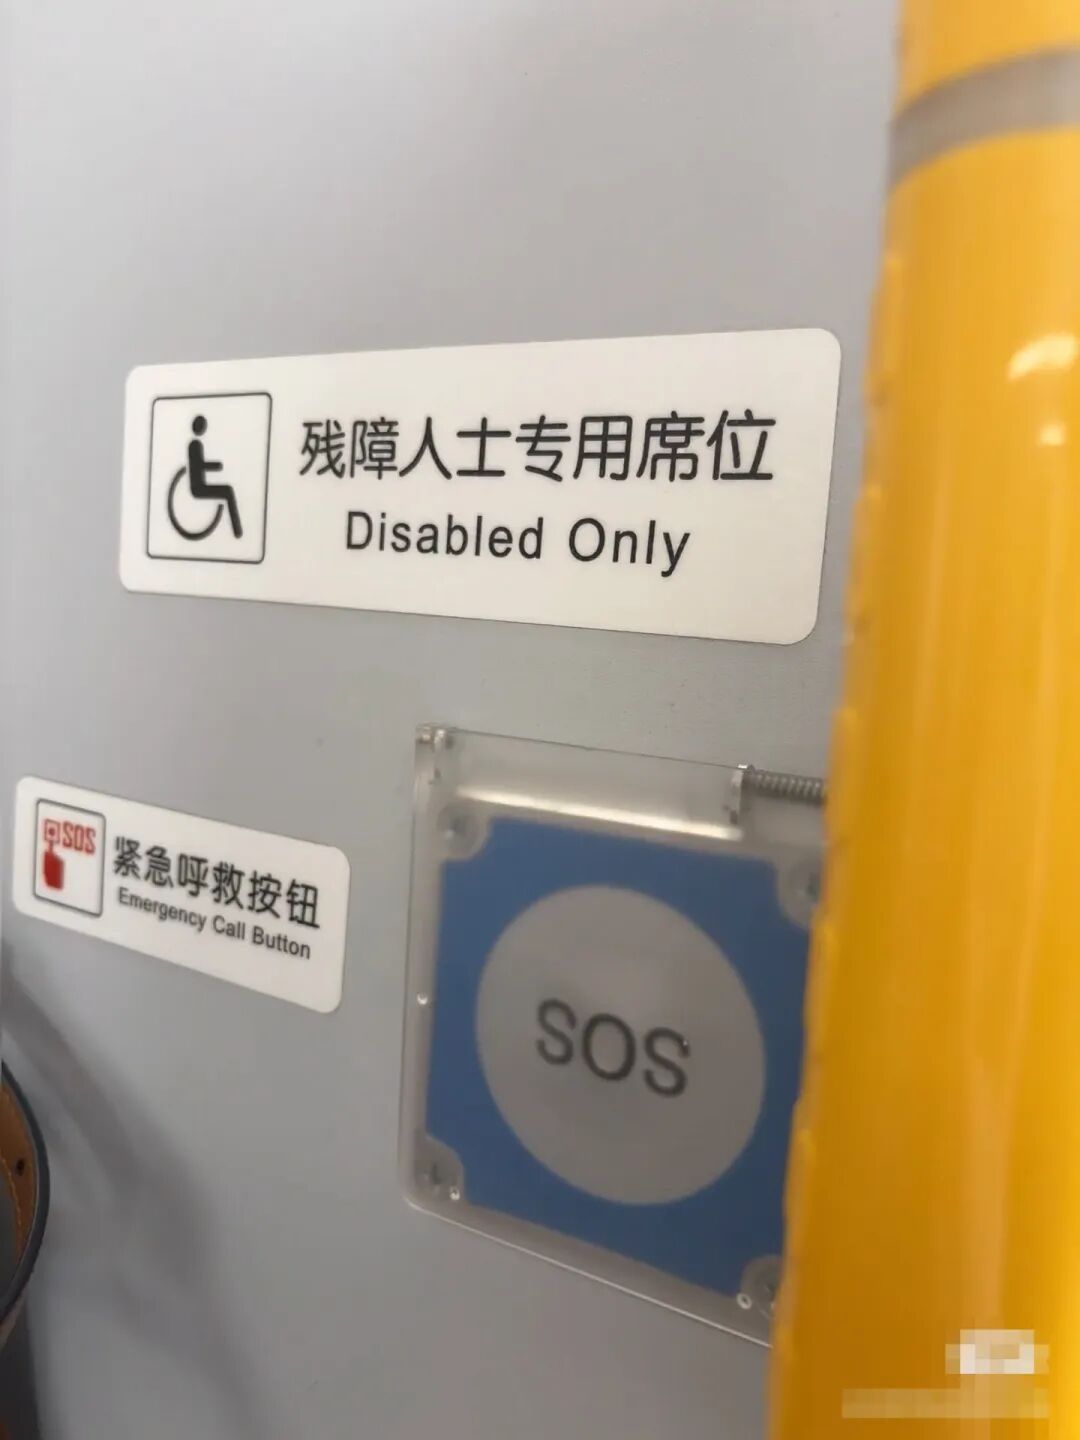 残障人士专用席位
Disabled Only
SOS
紧急呼救按钮
Emergency Call Button
SOS